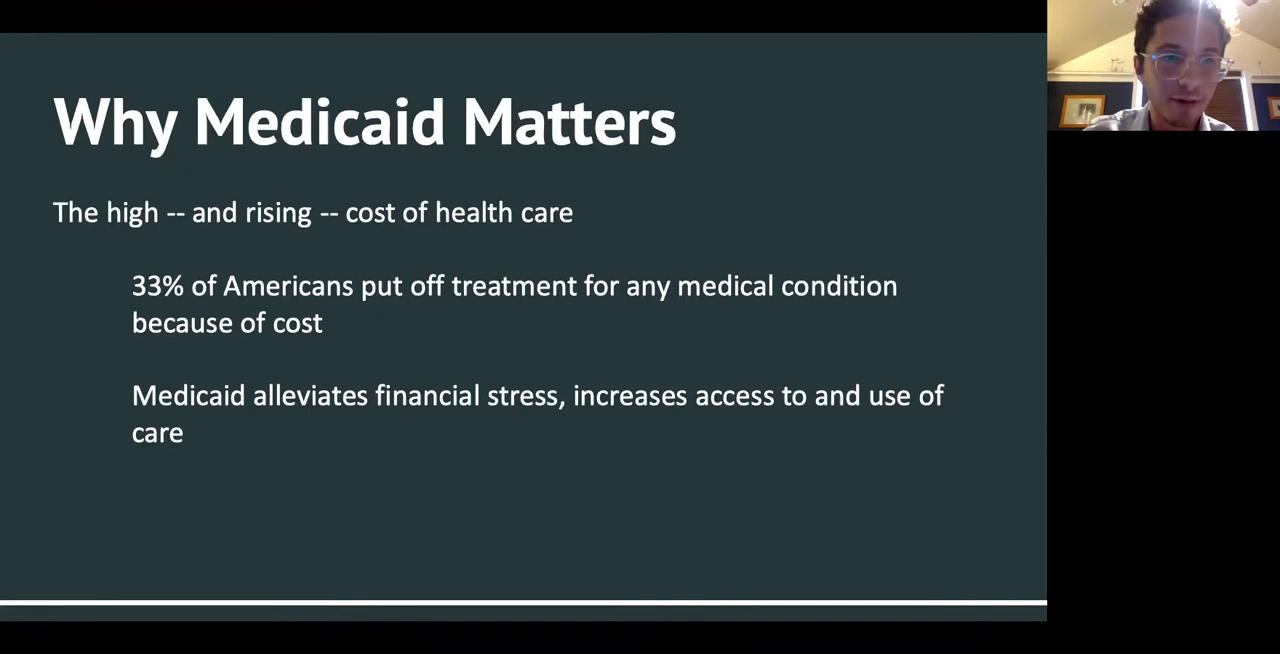 Why Medicaid Matters
The high -- and rising -- cost of health care
33% of Americans put off treatment for any medical condition
because of cost
Medicaid alleviates financial stress, increases access to and use of
care